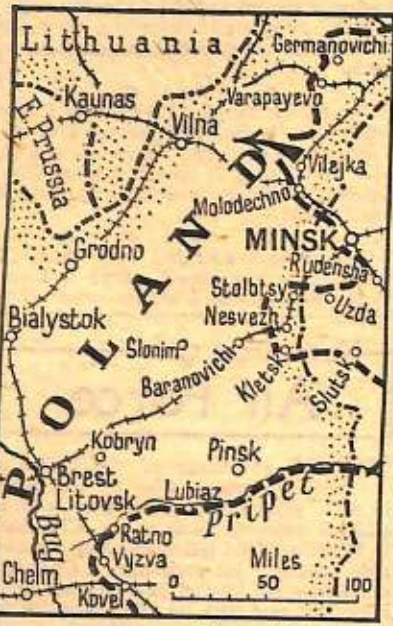 Lithuania
Germanovichi
Varapayevo
Kaunas
Vilna
E. Prussia
Vilejka
Molodechno
POLAND
MINSK
Rudensha
Grodno
Stolbtsy
Uzda
Nesvezh
Bialystok
Slonim
Baranovichi
Kletsk
Slutsk
Kobryn
Pinsk
Brest
Litovsk
Lubiaz
Pripet
Bug
Ratno
Vyzva
Miles
Chelm
Kovel
0 50 100